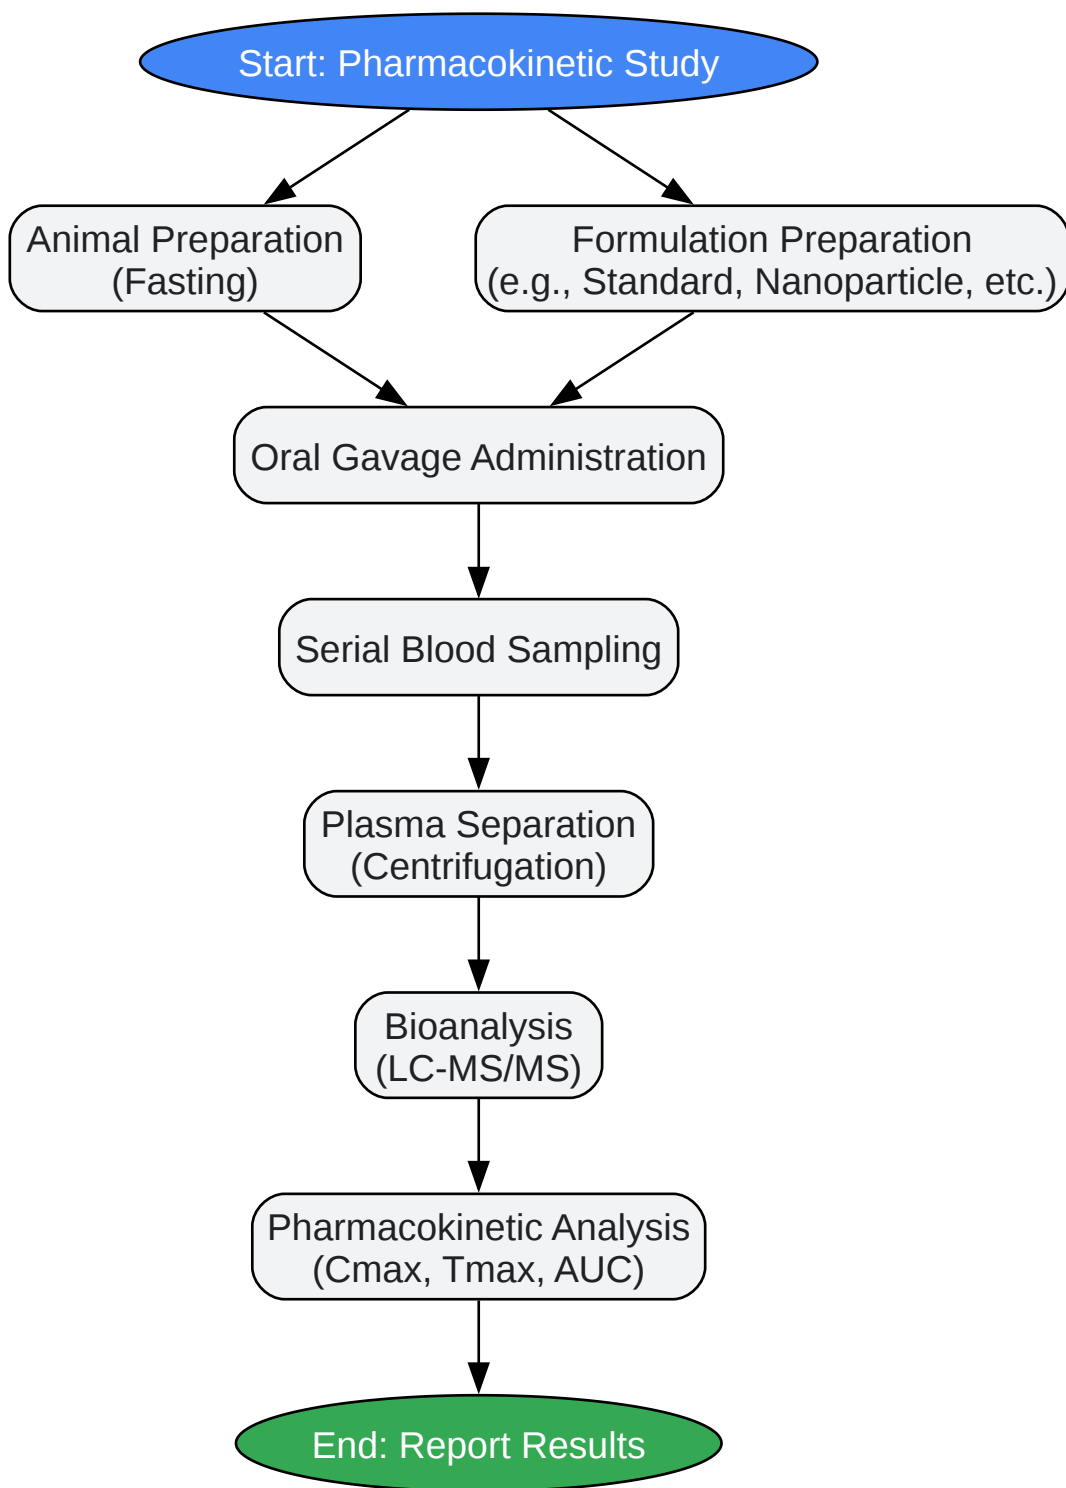 Start: Pharmacokinetic Study
Animal Preparation
(Fasting)
Formulation Preparation
(e.g., Standard, Nanoparticle, etc.)
Oral Gavage Administration
Serial Blood Sampling
Plasma Separation
(Centrifugation)
Bioanalysis
(LC-MS/MS)
Pharmacokinetic Analysis
(Cmax, Tmax, AUC)
End: Report Results